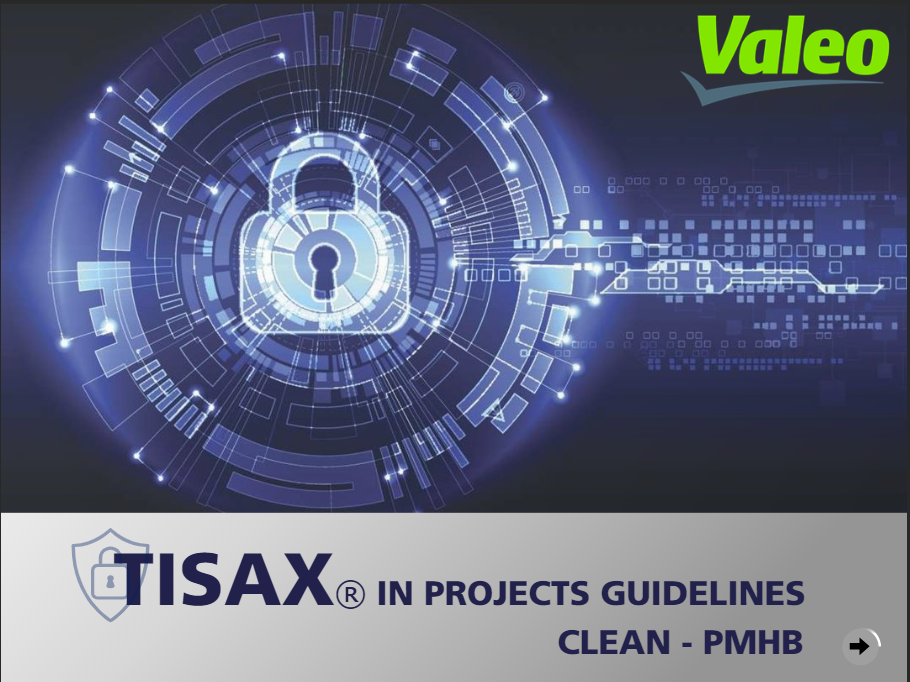 Valeo
TISAX® IN PROJECTS GUIDELINES
CLEAN - PMHB